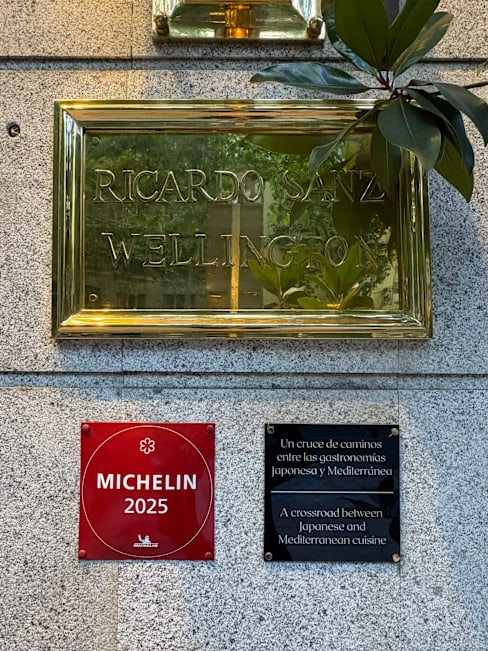 RICARDO SANZ
WELLINGTON
MICHELIN
2025
MICHELIN
Un cruce de caminos
entre las gastronomías
Japonesa y Mediterránea
A crossroad between
Japanese and
Mediterranean cuisine